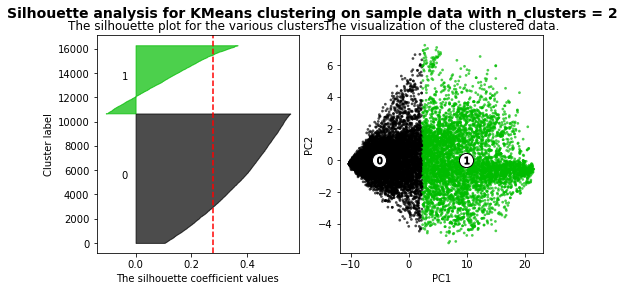 Silhouette analysis for KMeans clustering on sample data with n_clusters = 2
The silhouette plot for the various clusters.
The visualization of the clustered data.
Cluster label
16000
14000
12000
10000
8000
6000
4000
2000
0
1
0
0.0 0.2 0.4
The silhouette coefficient values
PC2
6
4
2
0
−2
−4
0 1
−10 0 10 20
PC1